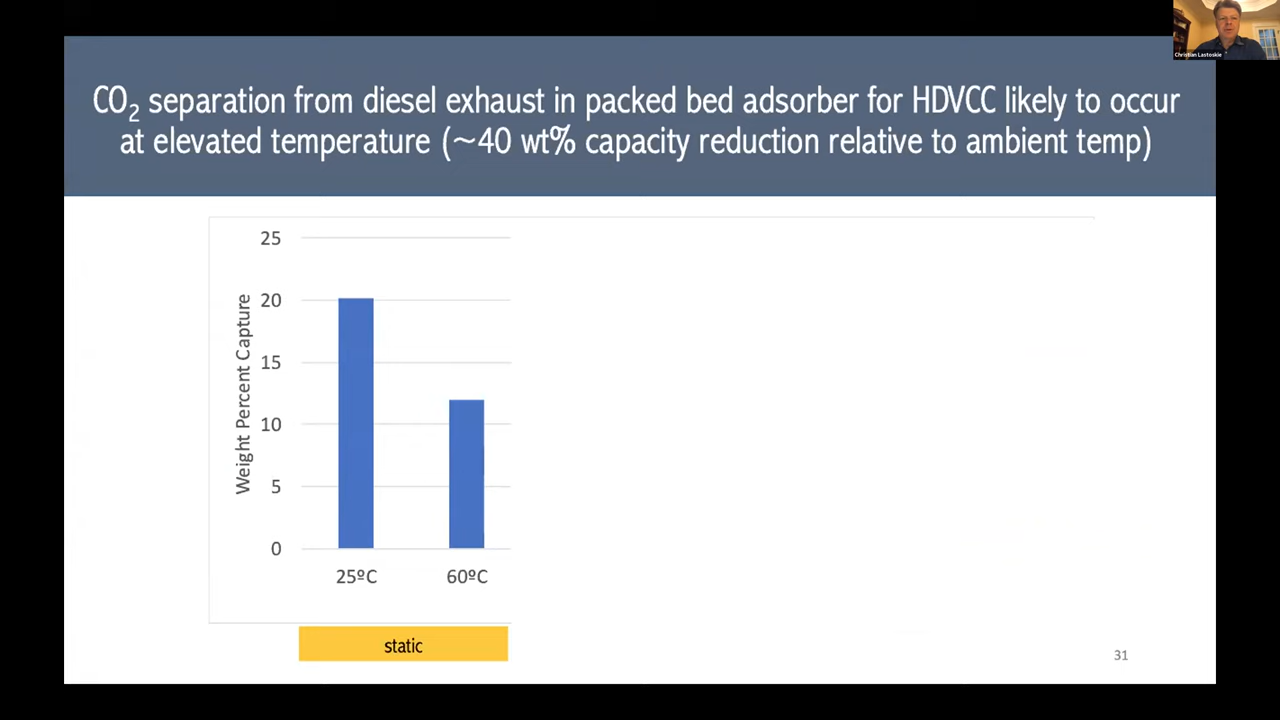 Christian Lastoskie
CO2 separation from diesel exhaust in packed bed adsorber for HDVCC likely to occur
at elevated temperature (~40 wt% capacity reduction relative to ambient temp)
Weight Percent Capture
25
20
15
10
5
0
25ºC 60ºC
static
31